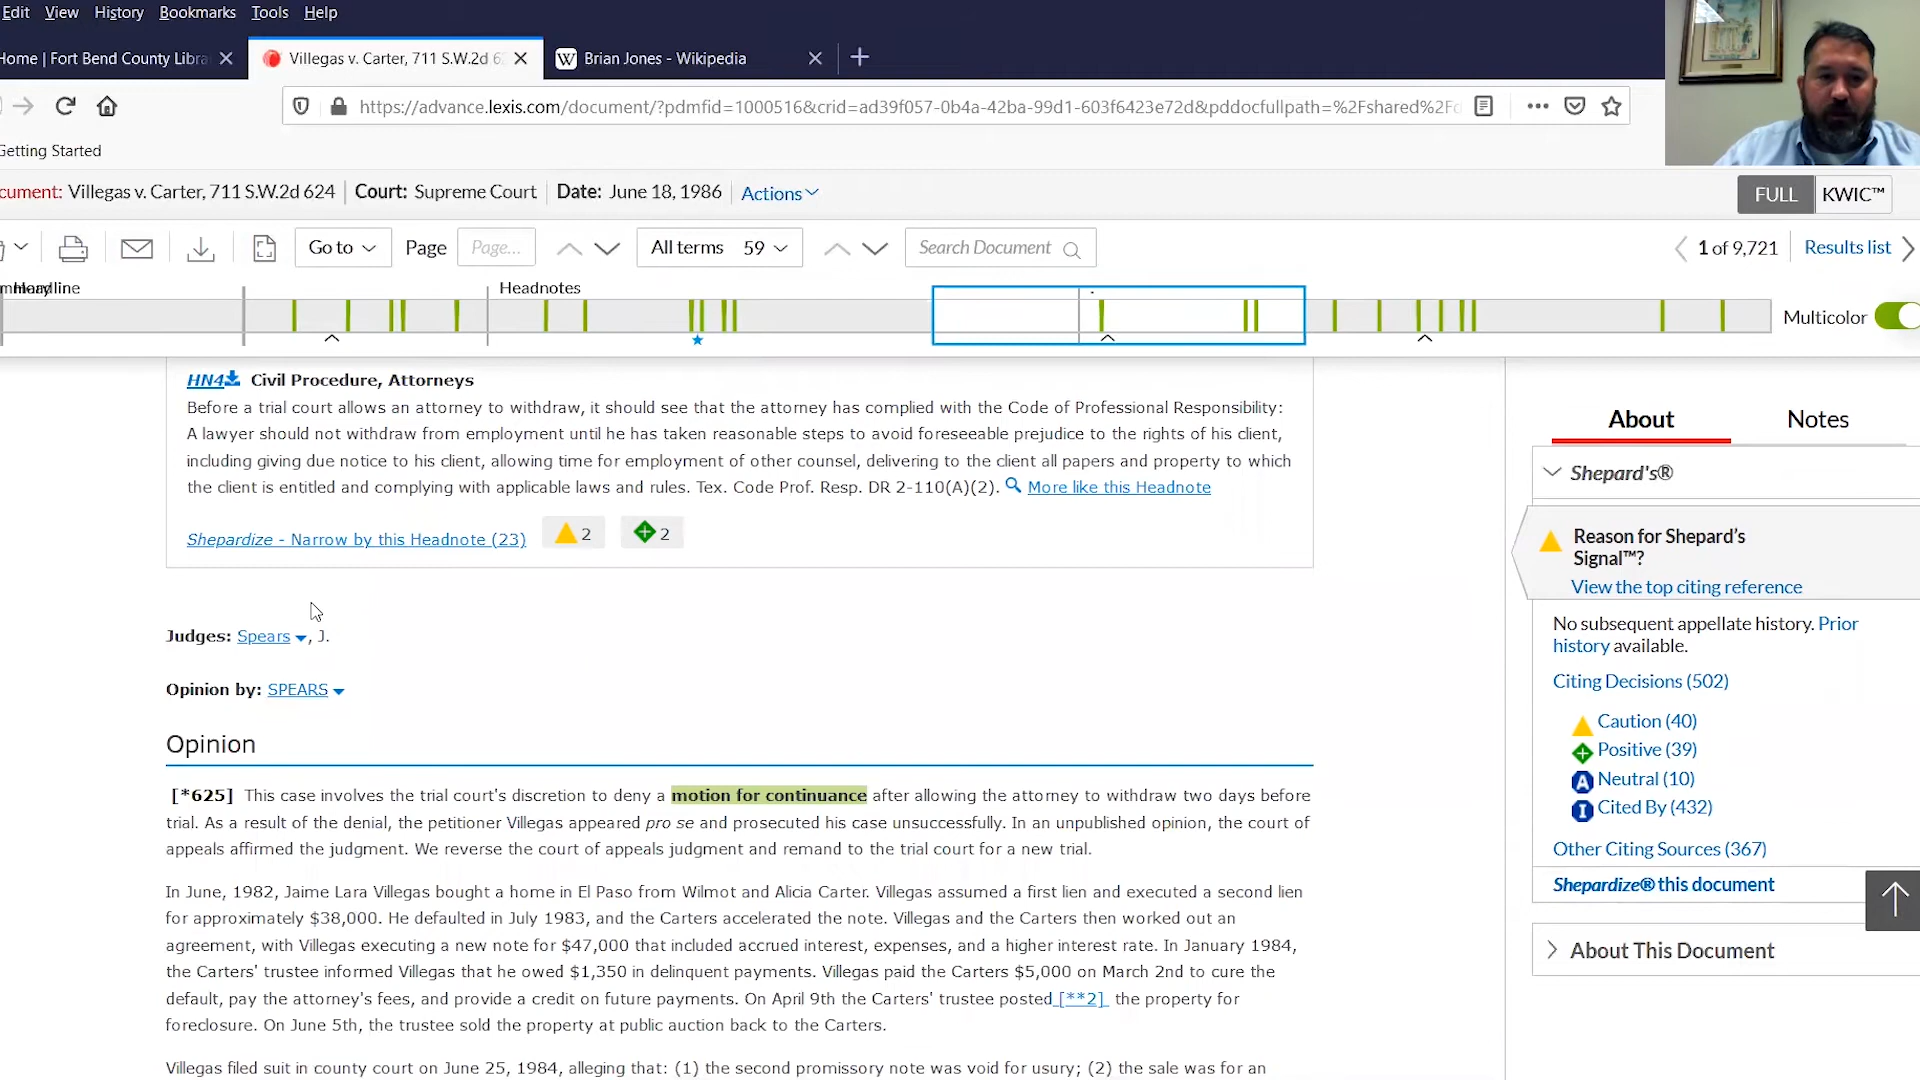 Edit View History Bookmarks Tools Help
Home | Fort Bend County Libra
Villegas v. Carter, 711 S.W.2d 6
Brian Jones - Wikipedia
https://advance.lexis.com/document/?pdmfid=1000516&crid=ad39f057-0b4a-42ba-99d1-603f6423e72d&pddocfullpath=%2Fshared%2Fd
Getting Started
cument: Villegas v. Carter, 711 S.W.2d 624 Court: Supreme Court Date: June 18, 1986 Actions
FULL KWIC™
Go to Page Page... All terms 59 Search Document
1 of 9,721 Results list
Headnotes
Multicolor
HN4 Civil Procedure, Attorneys
Before a trial court allows an attorney to withdraw, it should see that the attorney has complied with the Code of Professional Responsibility:
A lawyer should not withdraw from employment until he has taken reasonable steps to avoid foreseeable prejudice to the rights of his client,
including giving due notice to his client, allowing time for employment of other counsel, delivering to the client all papers and property to which
the client is entitled and complying with applicable laws and rules. Tex. Code Prof. Resp. DR 2-110(A)(2). More like this Headnote
Shepardize - Narrow by this Headnote (23) 2 2
Judges: Spears , J.
Opinion by: SPEARS
Opinion
[*625] This case involves the trial court's discretion to deny a motion for continuance after allowing the attorney to withdraw two days before
trial. As a result of the denial, the petitioner Villegas appeared pro se and prosecuted his case unsuccessfully. In an unpublished opinion, the court of
appeals affirmed the judgment. We reverse the court of appeals judgment and remand to the trial court for a new trial.
In June, 1982, Jaime Lara Villegas bought a home in El Paso from Wilmot and Alicia Carter. Villegas assumed a first lien and executed a second lien
for approximately $38,000. He defaulted in July 1983, and the Carters accelerated the note. Villegas and the Carters then worked out an
agreement, with Villegas executing a new note for $47,000 that included accrued interest, expenses, and a higher interest rate. In January 1984,
the Carters' trustee informed Villegas that he owed $1,350 in delinquent payments. Villegas paid the Carters $5,000 on March 2nd to cure the
default, pay the attorney's fees, and provide a credit on future payments. On April 9th the Carters' trustee posted [**2] the property for
foreclosure. On June 5th, the trustee sold the property at public auction back to the Carters.
Villegas filed suit in county court on June 25, 1984, alleging that: (1) the second promissory note was void for usury; (2) the sale was for an
About Notes
Shepard's®
Reason for Shepard's
Signal™?
View the top citing reference
No subsequent appellate history. Prior
history available.
Citing Decisions (502)
Caution (40)
Positive (39)
A Neutral (10)
I Cited By (432)
Other Citing Sources (367)
Shepardize® this document
About This Document